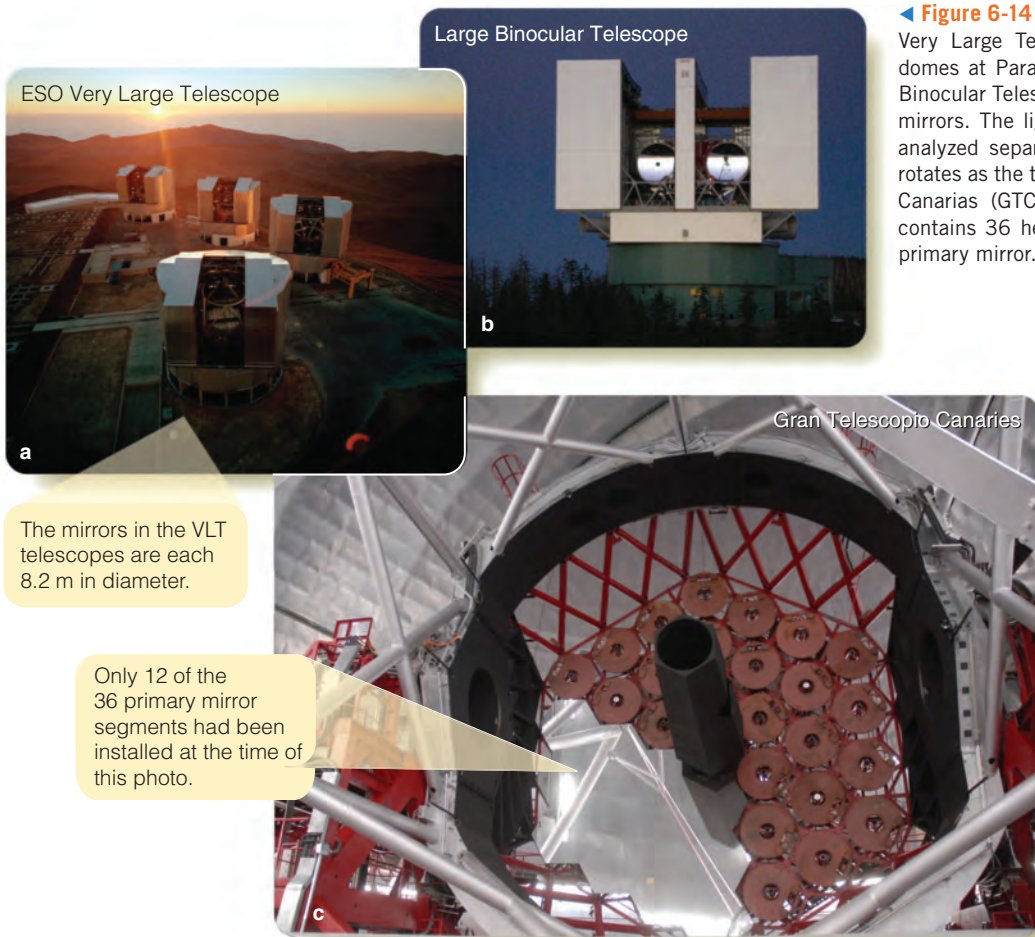 ESO Very Large Telescope
a
Large Binocular Telescope
b
◄ Figure 6-14
Very Large Te
domes at Para
Binocular Teles
mirrors. The li
analyzed separ
rotates as the t
Canarias (GTC
contains 36 he
primary mirror.
The mirrors in the VLT
telescopes are each
8.2 m in diameter.
Gran Telescopio Canaries
Only 12 of the
36 primary mirror
segments had been
installed at the time of
this photo.
c